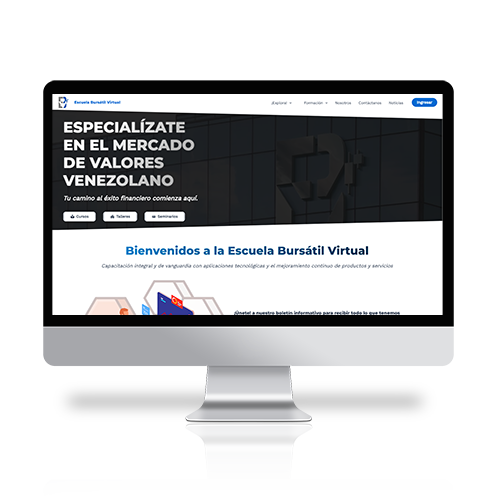 Escuela Bursátil Virtual
¡Explora! Formación Nosotros Contáctanos Noticias Ingresar
ESPECIALÍZATE
EN EL MERCADO
DE VALORES
VENEZOLANO
Tu camino al éxito financiero comienza aquí.
Cursos Talleres Seminarios
Bienvenidos a la Escuela Bursátil Virtual
Capacitación integral y de vanguardia con aplicaciones tecnológicas y el mejoramiento continuo de productos y servicios
¡Únete! a nuestro boletín informativo para recibir todo lo que tenemos